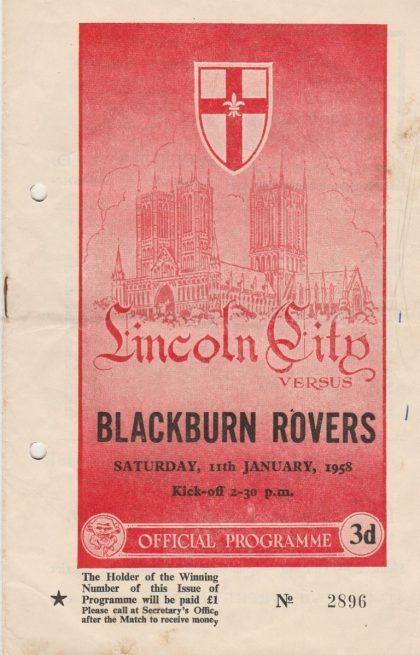 Lincoln City
VERSUS
BLACKBURN ROVERS
SATURDAY, 11th JANUARY, 1958
Kick-off 2-30 p.m.
OFFICIAL PROGRAMME
3d
The Holder of the Winning
Number of this Issue of
Programme will be paid £1
Please call at Secretary's Office
after the Match to receive money
Nº 2896